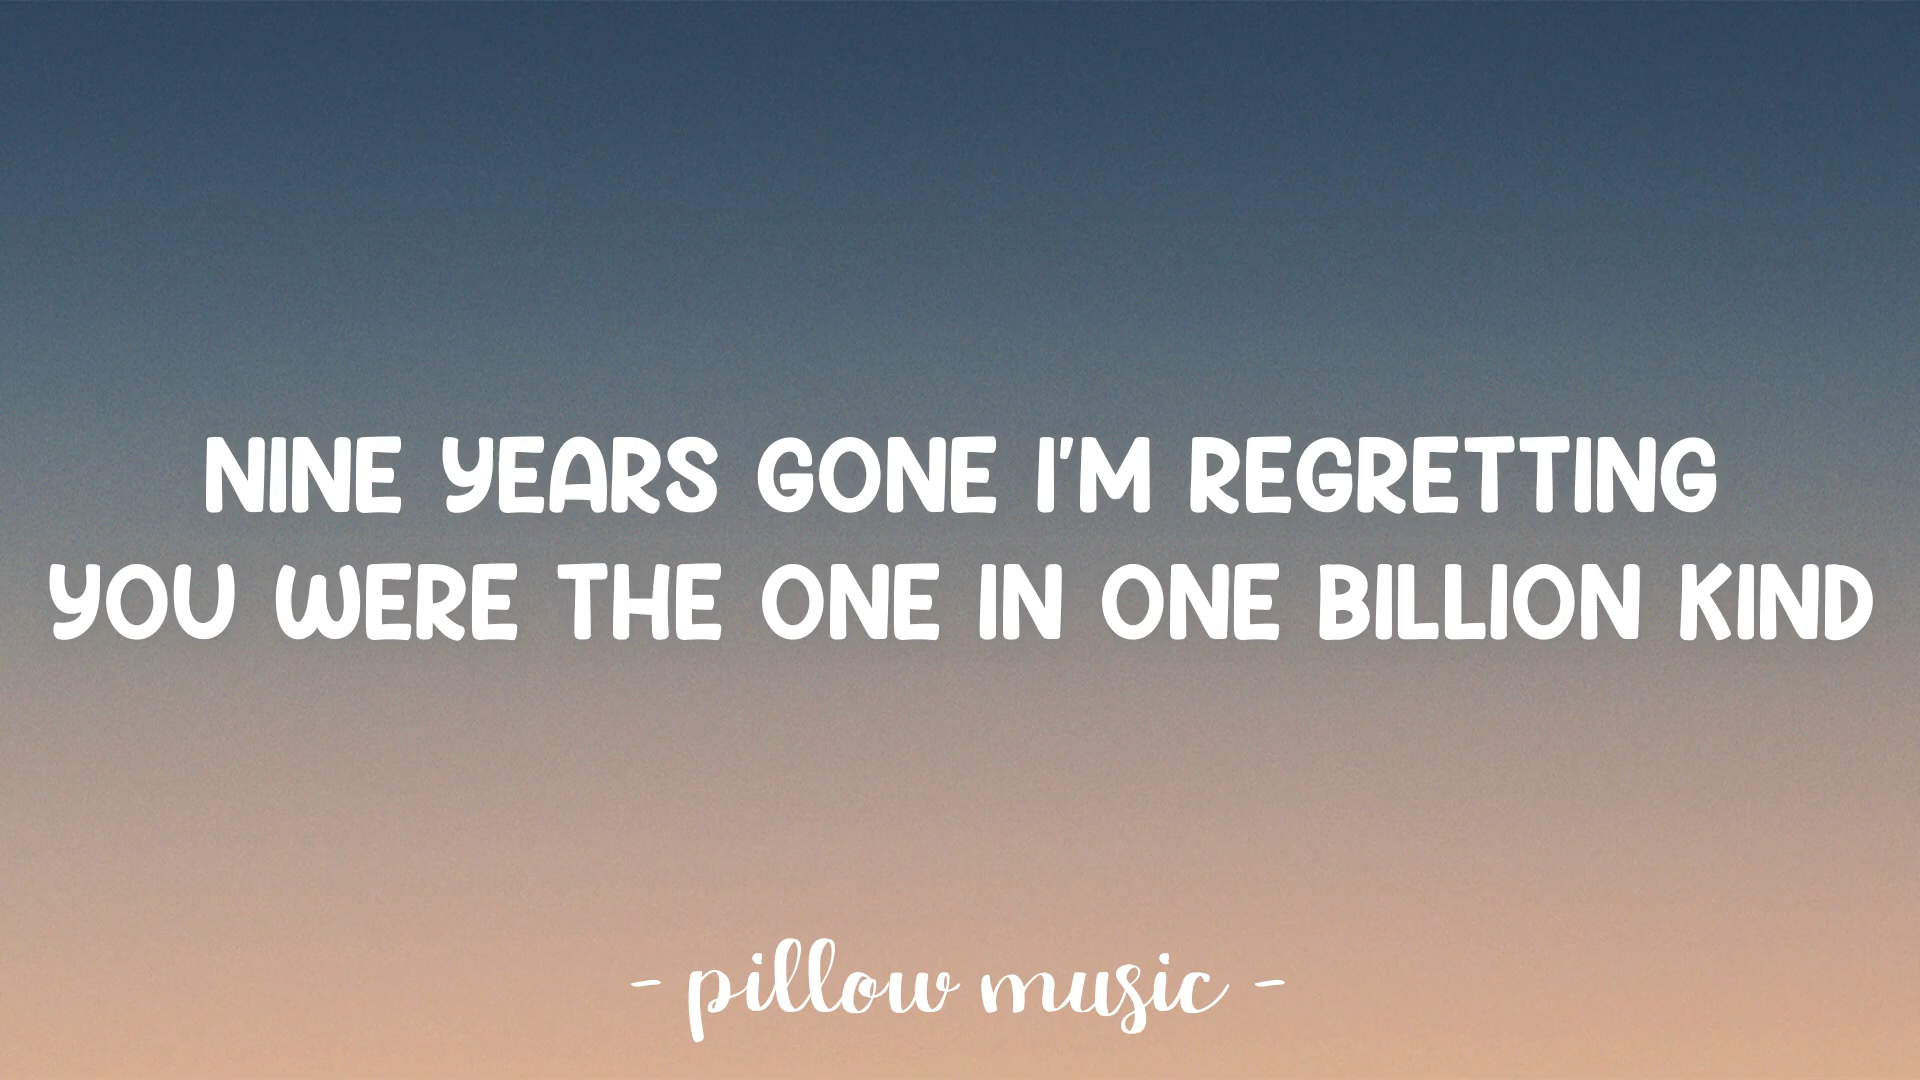 NINE YEARS GONE I'M REGRETTING
YOU WERE THE ONE IN ONE BILLION KIND
- pillow music -